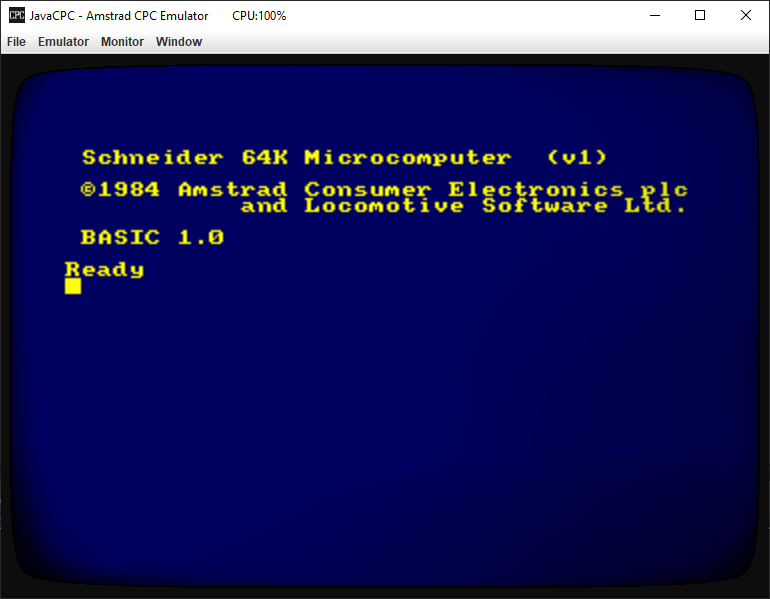 CPC JavaCPC - Amstrad CPC Emulator CPU:100%
File Emulator Monitor Window
Schneider 64K Microcomputer (v1)
©1984 Amstrad Consumer Electronics plc
and Locomotive Software Ltd.
BASIC 1.0
Ready